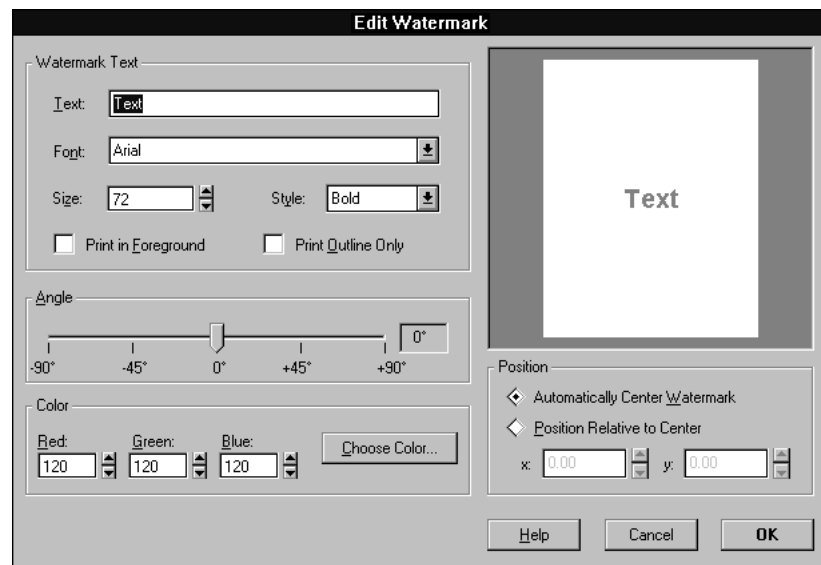 Edit Watermark
Watermark Text
Text: Text
Font: Arial
Size: 72 Style: Bold
Print in Foreground Print Outline Only
Text
Angle
0°
-90° -45° 0° +45° +90°
Color
Red: Green: Blue:
120 120 120 Choose Color...
Position
Automatically Center Watermark
Position Relative to Center
x: 0.00 y: 0.00
Help Cancel OK